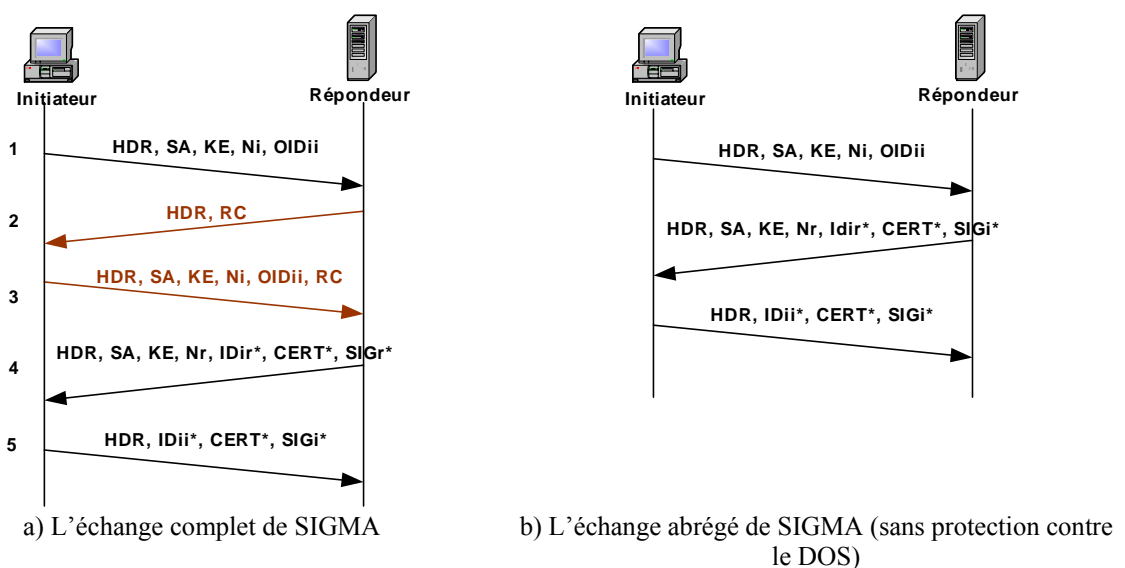 Initiateur
Répondeur
1
HDR, SA, KE, Ni, OIDii
2
HDR, RC
3
HDR, SA, KE, Ni, OIDii, RC
4
HDR, SA, KE, Nr, IDir*, CERT*, SIGr*
5
HDR, IDii*, CERT*, SIGi*
a) L'échange complet de SIGMA
Initiateur
Répondeur
HDR, SA, KE, Ni, OIDii
HDR, SA, KE, Nr, Idir*, CERT*, SIGi*
HDR, IDii*, CERT*, SIGi*
b) L'échange abrégé de SIGMA (sans protection contre
le DOS)